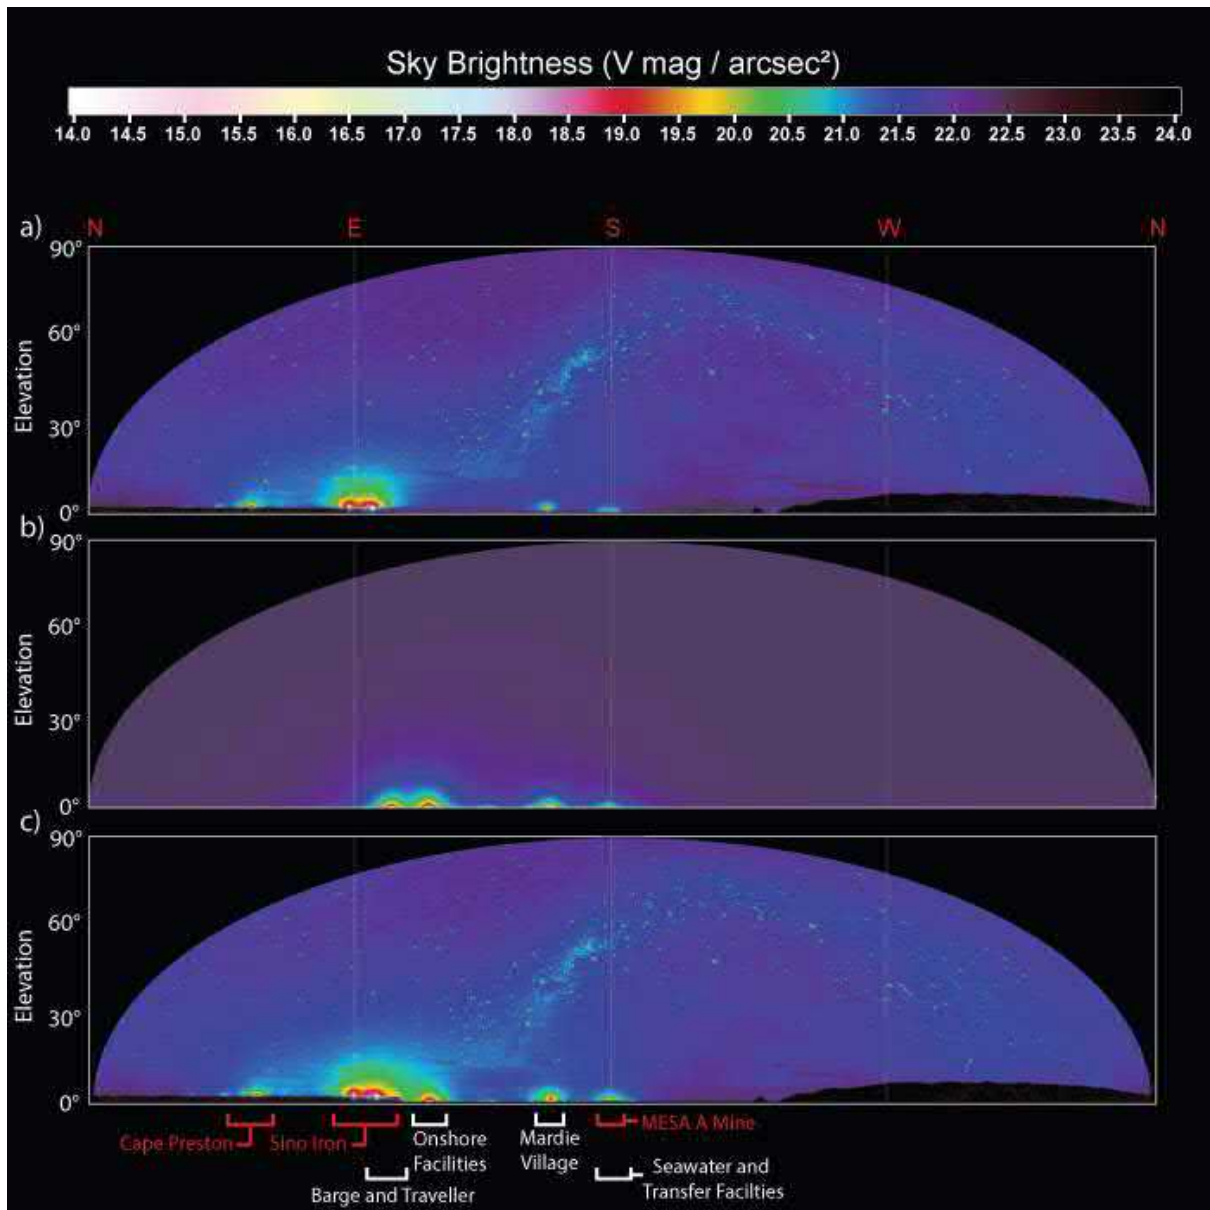 Sky Brightness (V mag / arcsec²)
14.0 14.5 15.0 15.5 16.0 16.5 17.0 17.5 18.0 18.5 19.0 19.5 20.0 20.5 21.0 21.5 22.0 22.5 23.0 23.5 24.0
a) N E S W N
90°
60°
30°
0°
Elevation
b)
90°
60°
30°
0°
Elevation
c)
90°
60°
30°
0°
Elevation
Cape Preston
Sino Iron
Onshore
Facilities
Mardie
Village
MESA A Mine
Barge and Traveller
Seawater and
Transfer Facilties